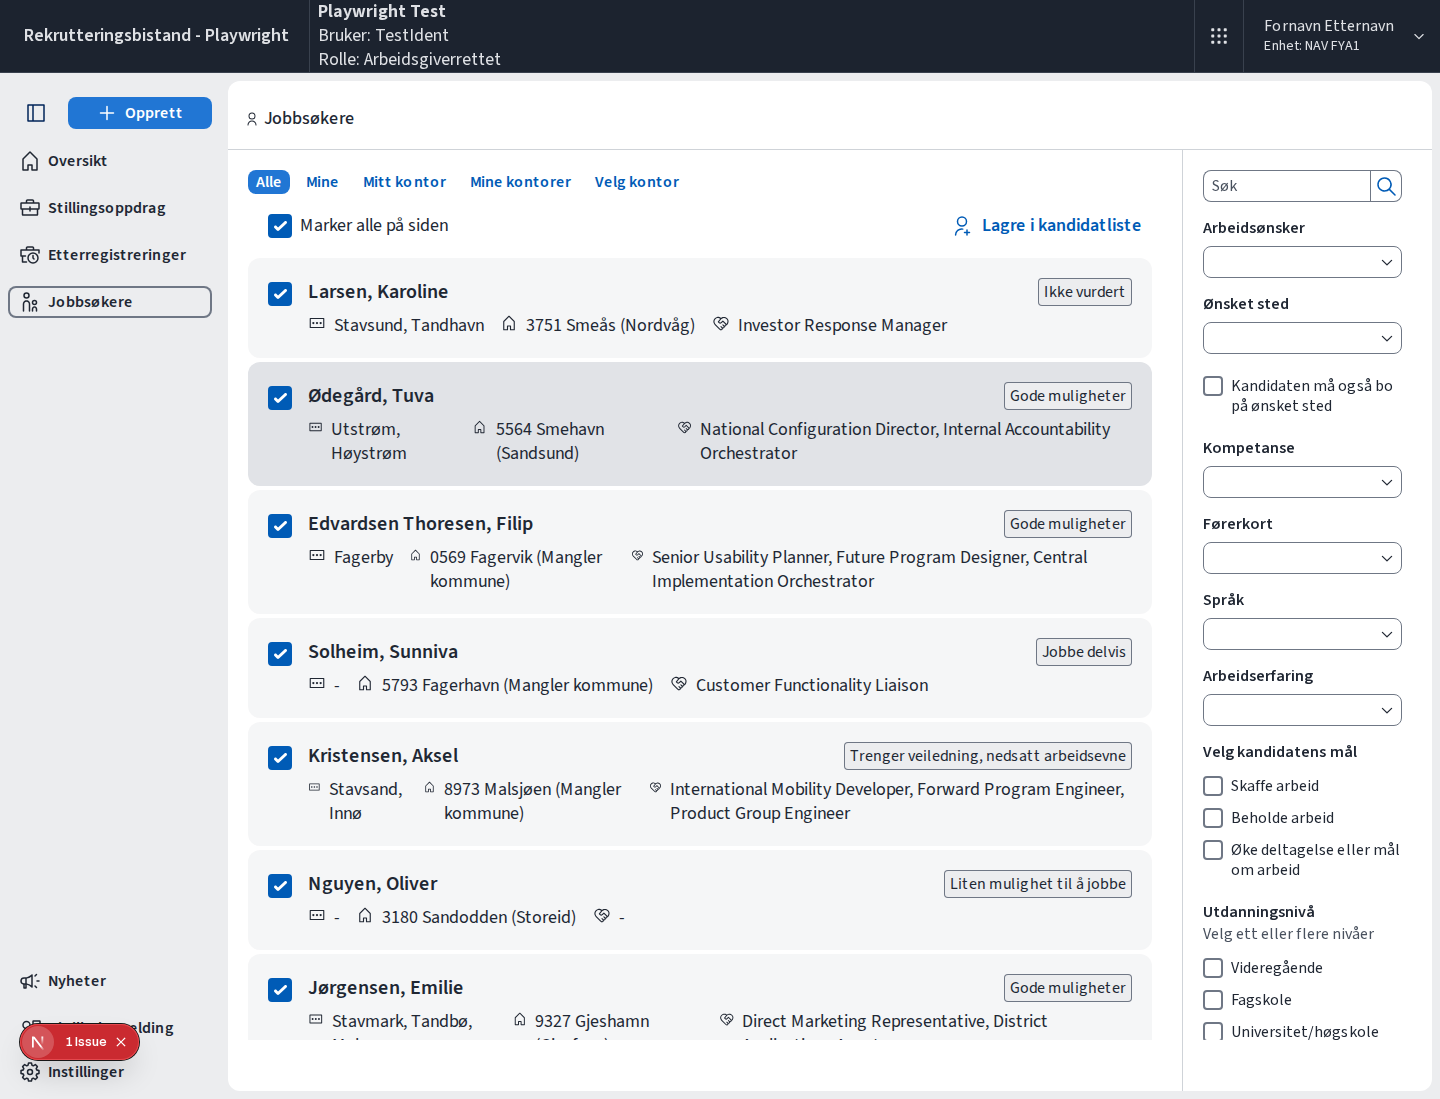 Rekrutteringsbistand - Playwright
Playwright Test
Bruker: TestIdent
Rolle: Arbeidsgiverrettet
Fornavn Etternavn
Enhet: NAV FYA1
Opprett
Oversikt
Stillingsoppdrag
Etterregistreringer
Jobbsøkere
Nyheter
elding
1 Issue
Instillinger
Jobbsøkere
Alle
Mine
Mitt kontor
Mine kontorer
Velg kontor
Marker alle på siden
Lagre i kandidatliste
Larsen, Karoline
Ikke vurdert
Stavsund, Tandhavn
3751 Smeås (Nordvåg)
Investor Response Manager
Ødegård, Tuva
Gode muligheter
Utstrøm,
Høystrøm
5564 Smehavn
(Sandsund)
National Configuration Director, Internal Accountability
Orchestrator
Edvardsen Thoresen, Filip
Gode muligheter
Fagerby
0569 Fagervik (Mangler
kommune)
Senior Usability Planner, Future Program Designer, Central
Implementation Orchestrator
Solheim, Sunniva
Jobbe delvis
-
5793 Fagerhavn (Mangler kommune)
Customer Functionality Liaison
Kristensen, Aksel
Trenger veiledning, nedsatt arbeidsevne
Stavsand,
Innø
8973 Malsjøen (Mangler
kommune)
International Mobility Developer, Forward Program Engineer,
Product Group Engineer
Nguyen, Oliver
Liten mulighet til å jobbe
-
3180 Sandodden (Storeid)
-
Jørgensen, Emilie
Gode muligheter
Stavmark, Tandbø,
9327 Gjeshamn
Direct Marketing Representative, District
Søk
Arbeidsønsker
Ønsket sted
Kandidaten må også bo
på ønsket sted
Kompetanse
Førerkort
Språk
Arbeidserfaring
Velg kandidatens mål
Skaffe arbeid
Beholde arbeid
Øke deltagelse eller mål
om arbeid
Utdanningsnivå
Velg ett eller flere nivåer
Videregående
Fagskole
Universitet/høgskole